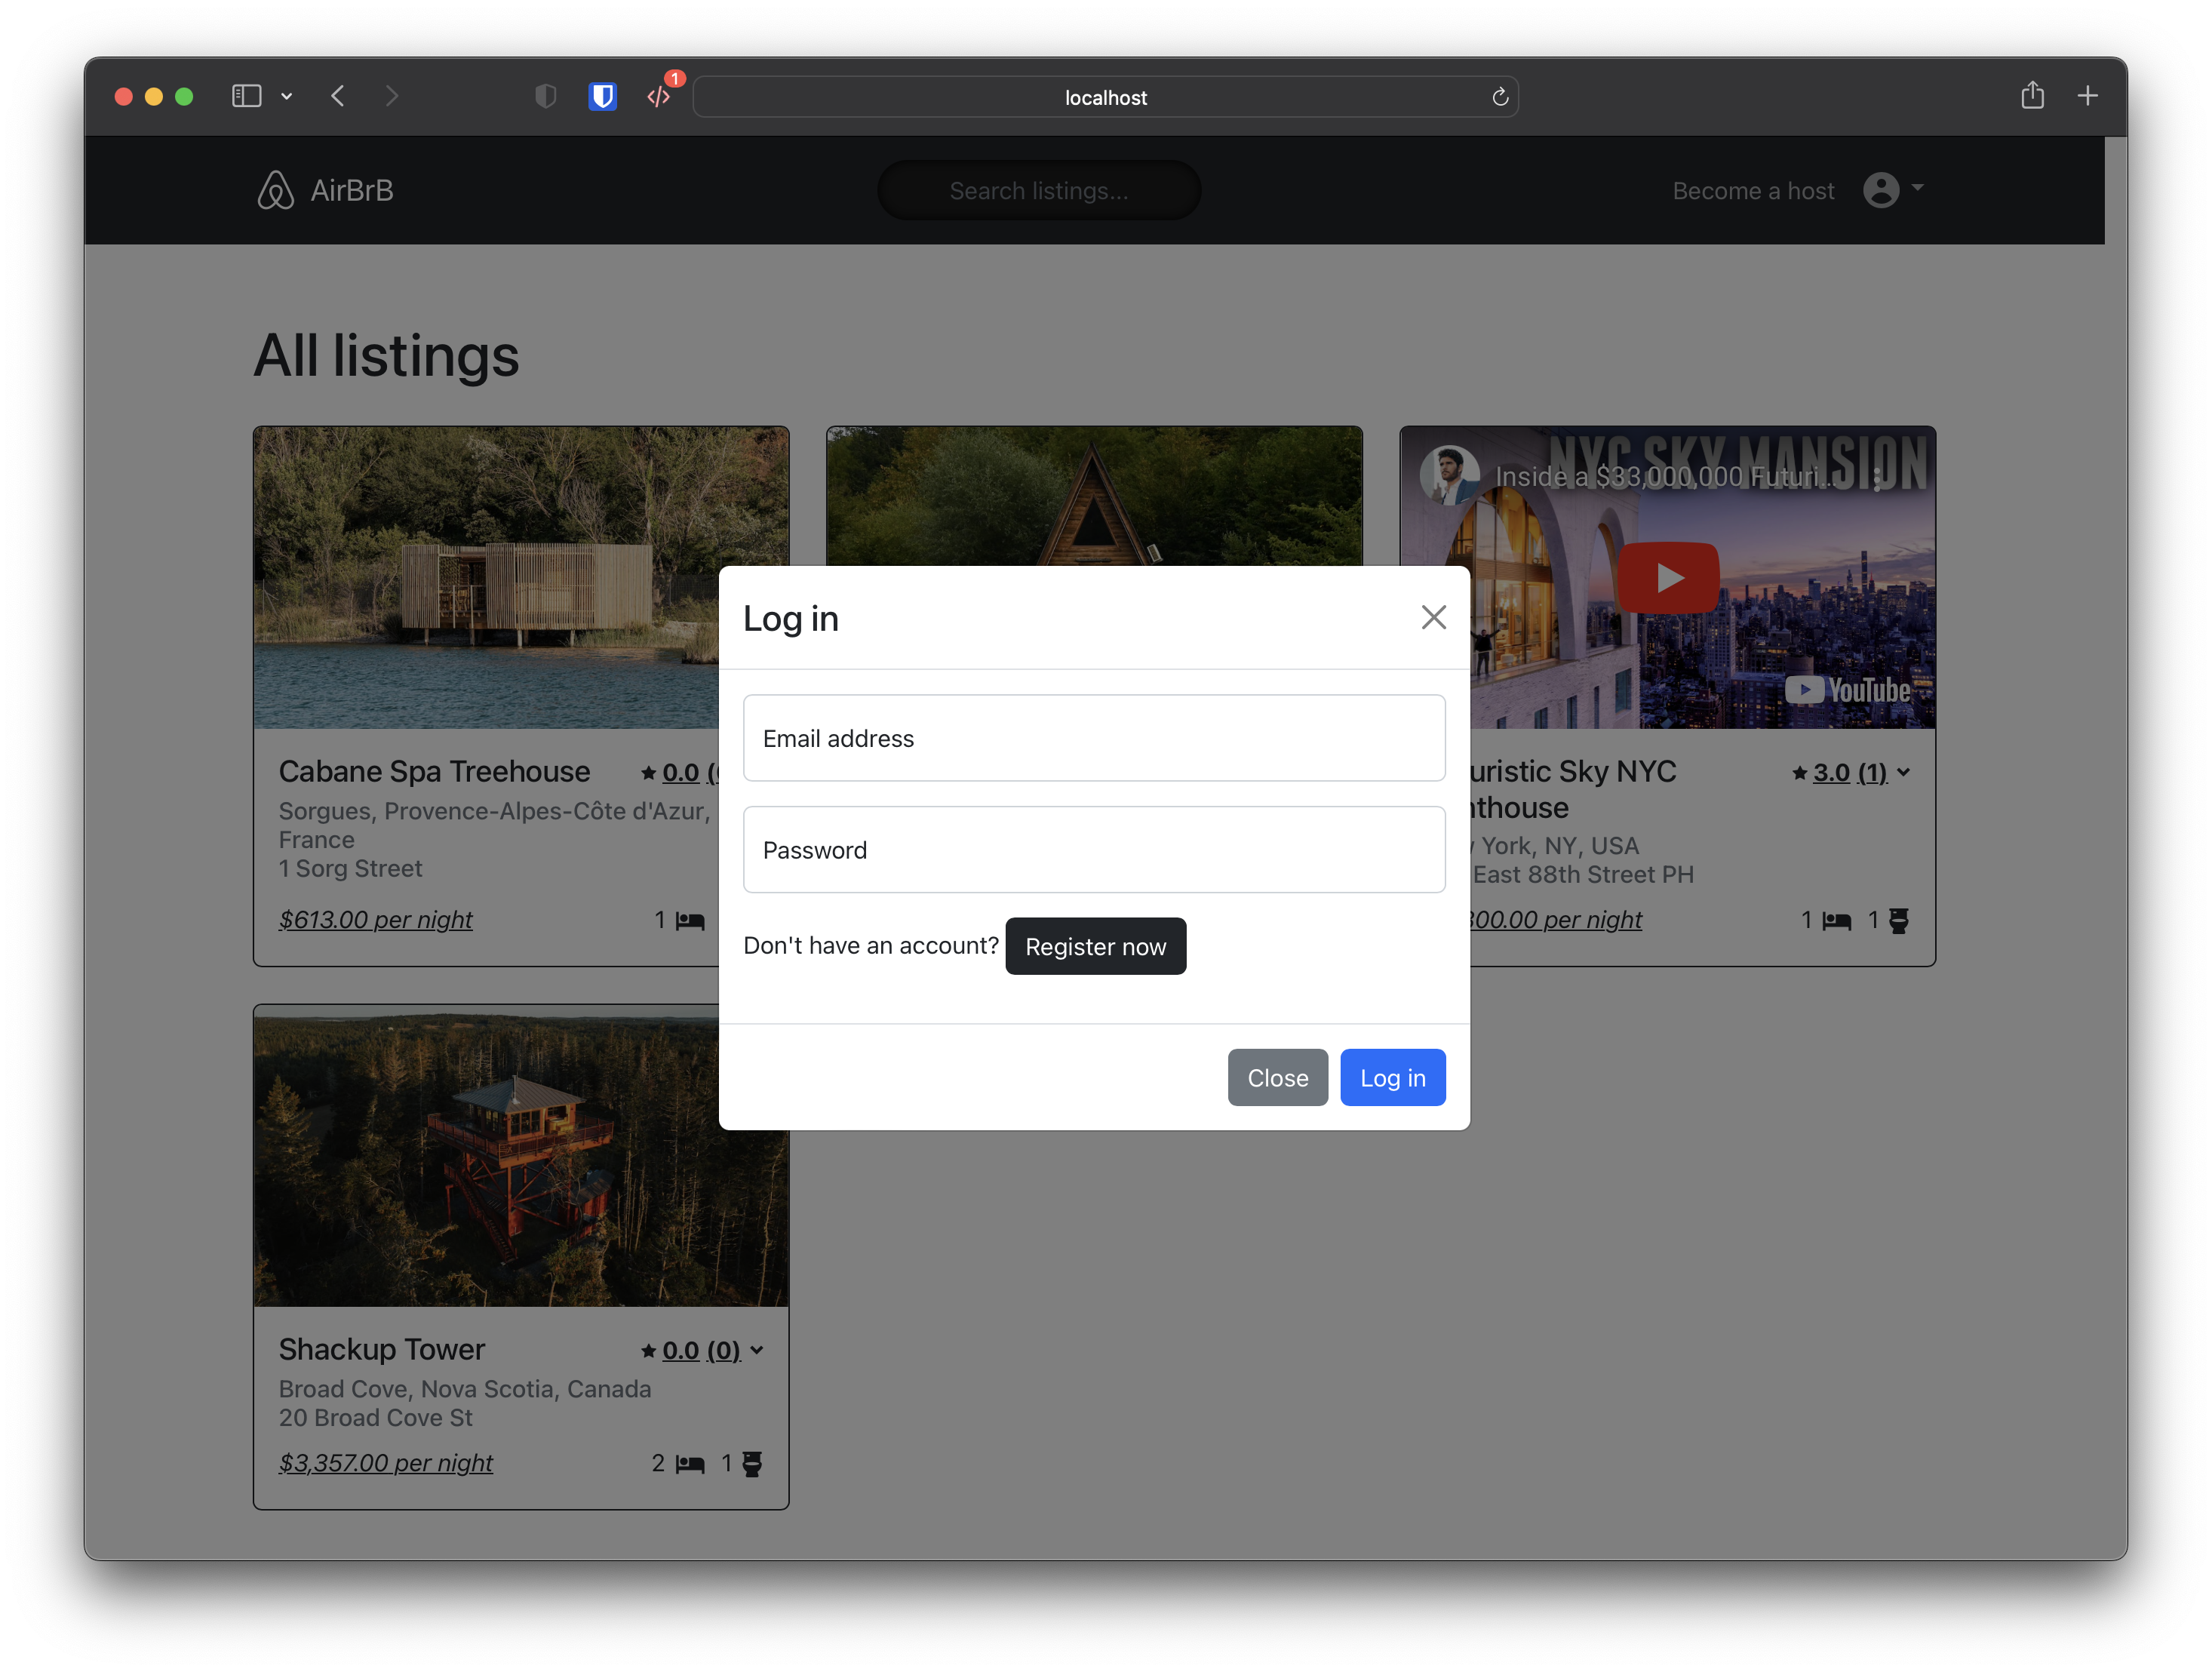 1
localhost
AirBrB
Search listings...
Become a host
All listings
NYC SKY MANSION
Inside a $33,000,000 Futuri...
YouTube
Log in
Email address
Password
Don't have an account? Register now
Close Log in
Cabane Spa Treehouse 0.0
Sorgues, Provence-Alpes-Côte d'Azur,
France
1 Sorg Street
$613.00 per night 1
uristic Sky NYC 3.0 (1)
thouse
York, NY, USA
East 88th Street PH
00.00 per night 1 1
Shackup Tower 0.0 (0)
Broad Cove, Nova Scotia, Canada
20 Broad Cove St
$3,357.00 per night 2 1